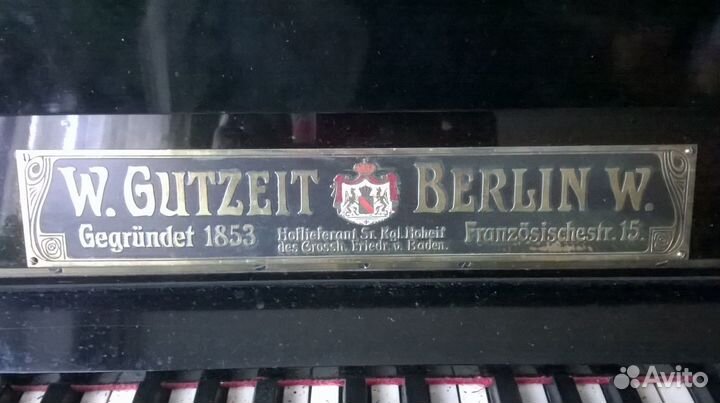 W. GUTZEIT BERLIN W.
Gegründet 1853 Hoflieferant Sr. Kgl. Hoheit Französischestr. 15.
des Grossh. Friedr. v. Baden.
Avito